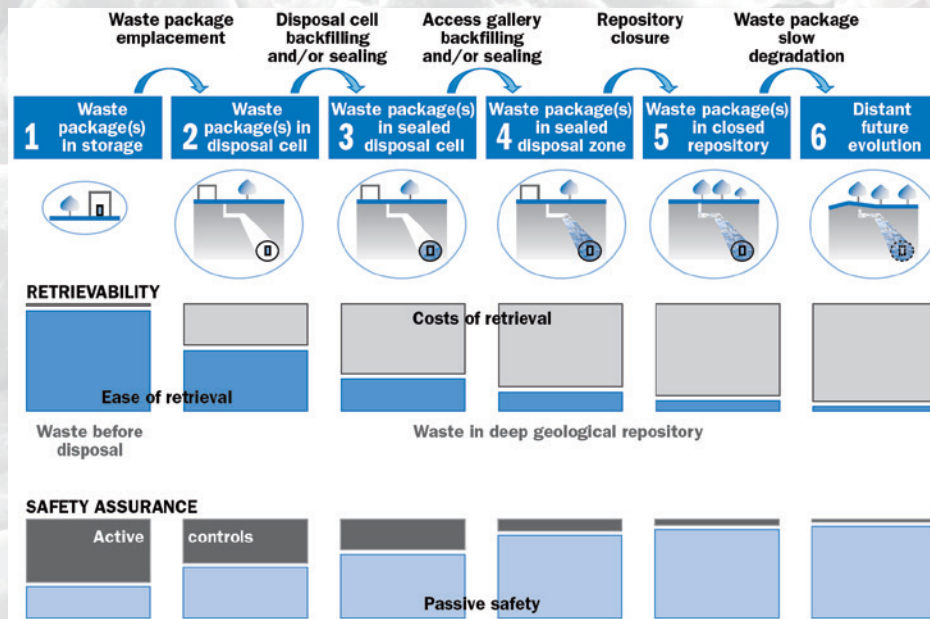 Waste package
emplacement
Disposal cell
backfilling
and/or sealing
Access gallery
backfilling
and/or sealing
Repository
closure
Waste package
slow
degradation
1 Waste
package(s)
in storage
2 Waste
package(s) in
disposal cell
3 Waste package(s)
in sealed
disposal cell
4 Waste package(s)
in sealed
disposal zone
5 Waste package(s)
in closed
repository
6 Distant
future
evolution
RETRIEVABILITY
Costs of retrieval
Ease of retrieval
Waste before
disposal
Waste in deep geological repository
SAFETY ASSURANCE
Active controls
Passive safety